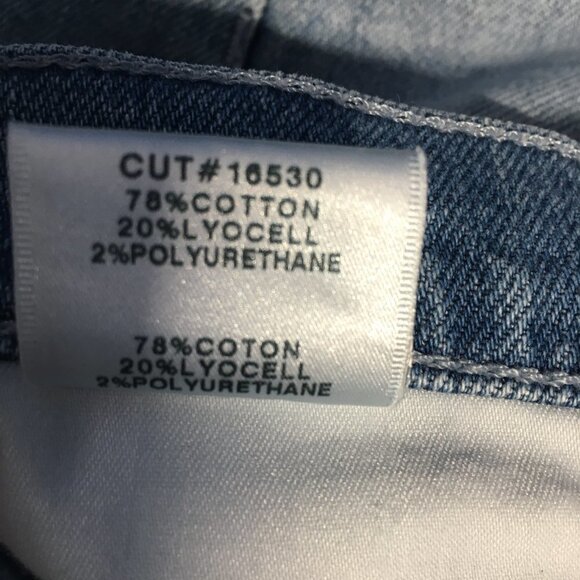 CUT#16530
78%COTTON
20%LYOCELL
2%POLYURETHANE
78%COTON
20%LYOCELL
2%POLYURETHANE